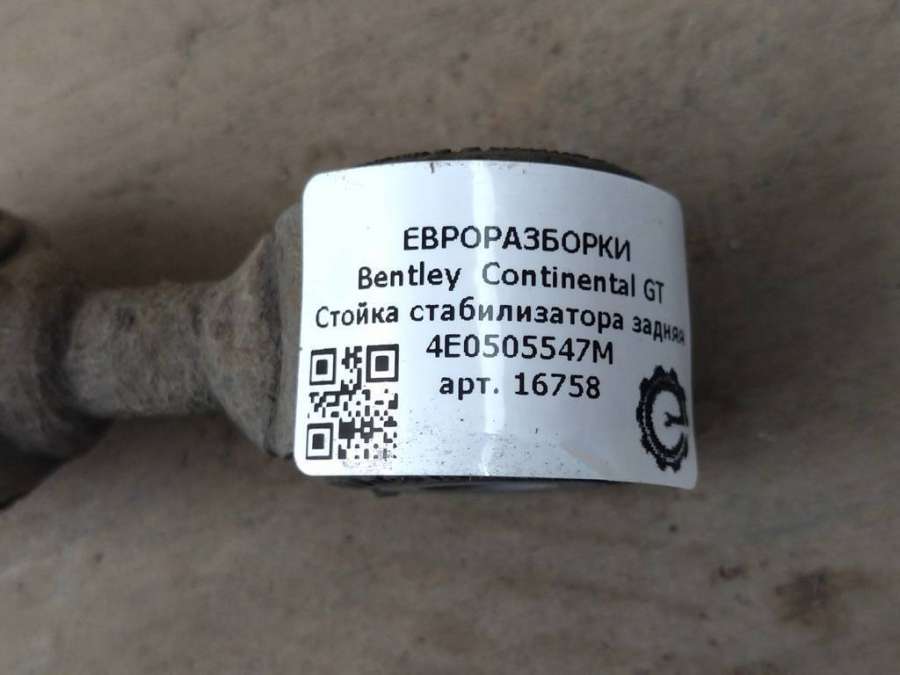 ЕВРОРАЗБОРКИ
Bentley Continental GT
Стойка стабилизатора задняя
4E0505547M
арт. 16758